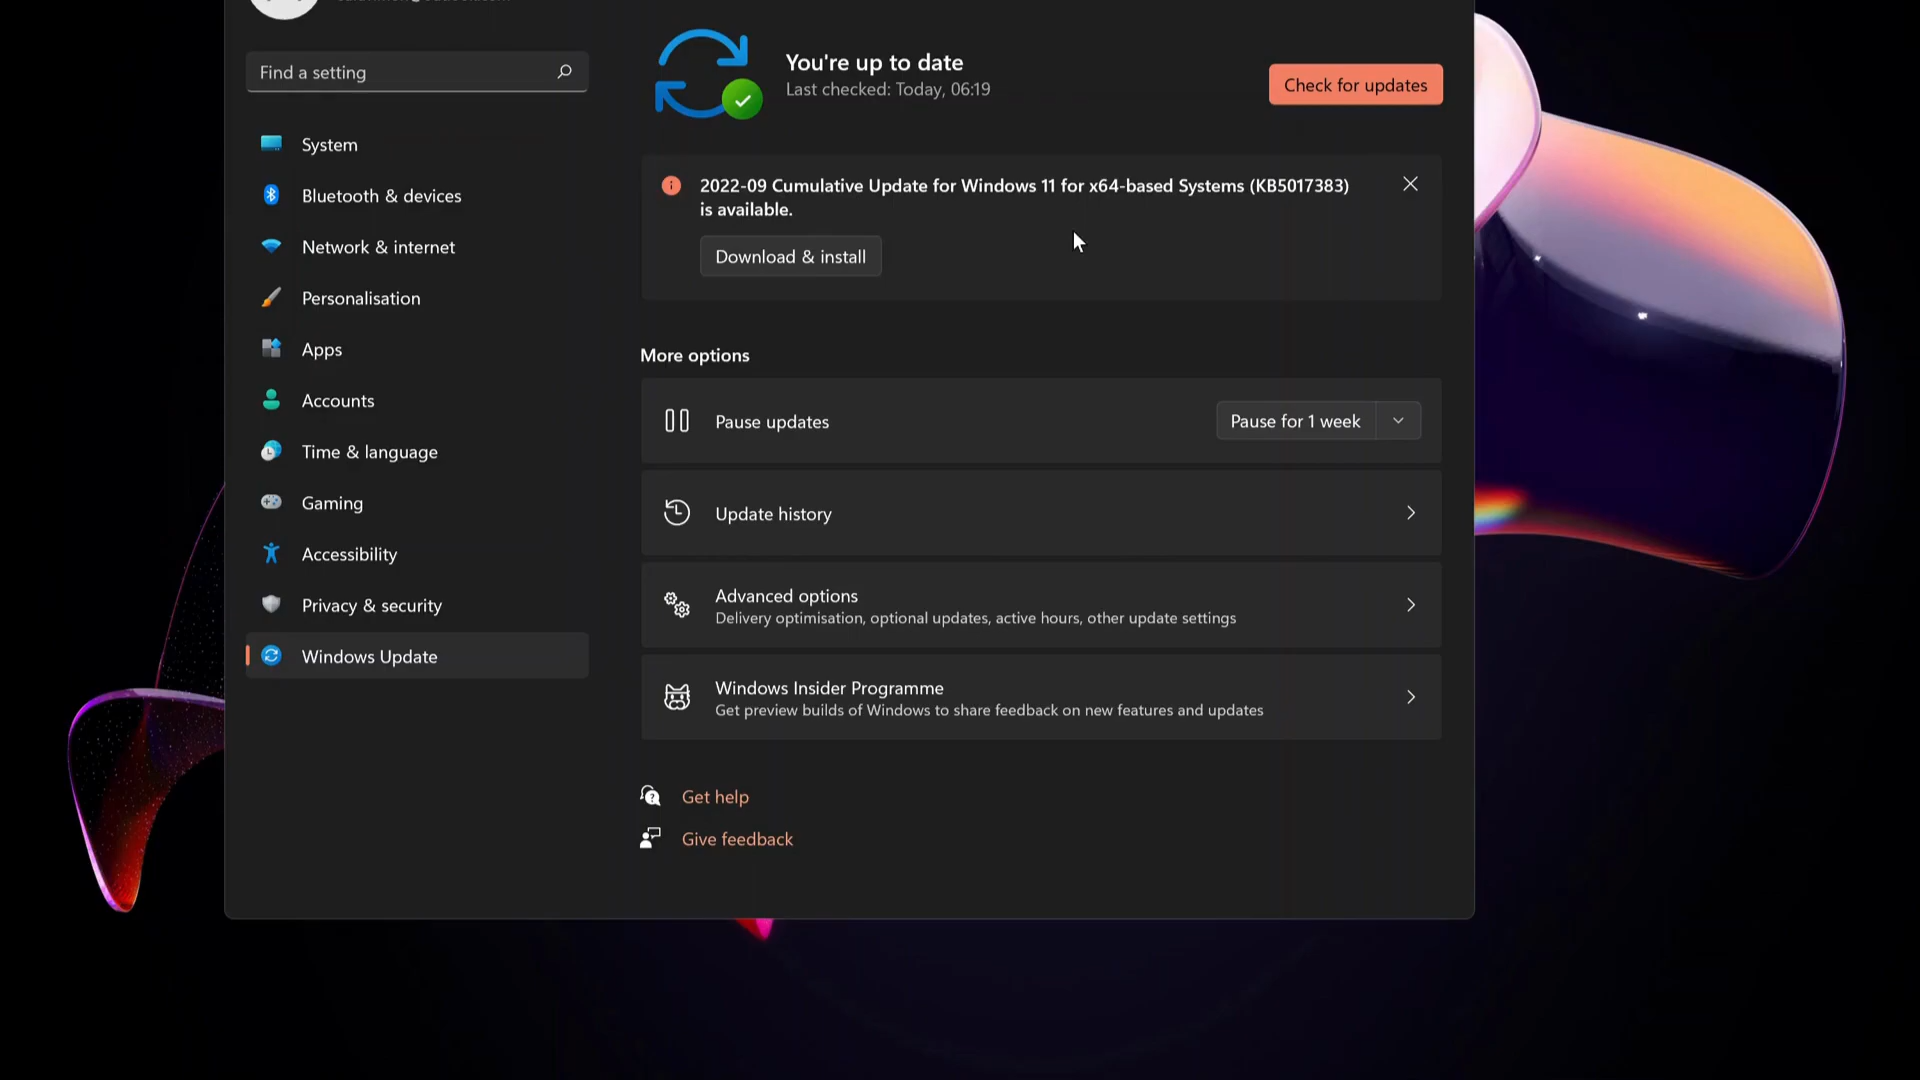 Find a setting
System
Bluetooth & devices
Network & internet
Personalisation
Apps
Accounts
Time & language
Gaming
Accessibility
Privacy & security
Windows Update
You're up to date
Last checked: Today, 06:19
Check for updates
2022-09 Cumulative Update for Windows 11 for x64-based Systems (KB5017383)
is available.
Download & install
More options
Pause updates
Pause for 1 week
Update history
Advanced options
Delivery optimisation, optional updates, active hours, other update settings
Windows Insider Programme
Get preview builds of Windows to share feedback on new features and updates
Get help
Give feedback